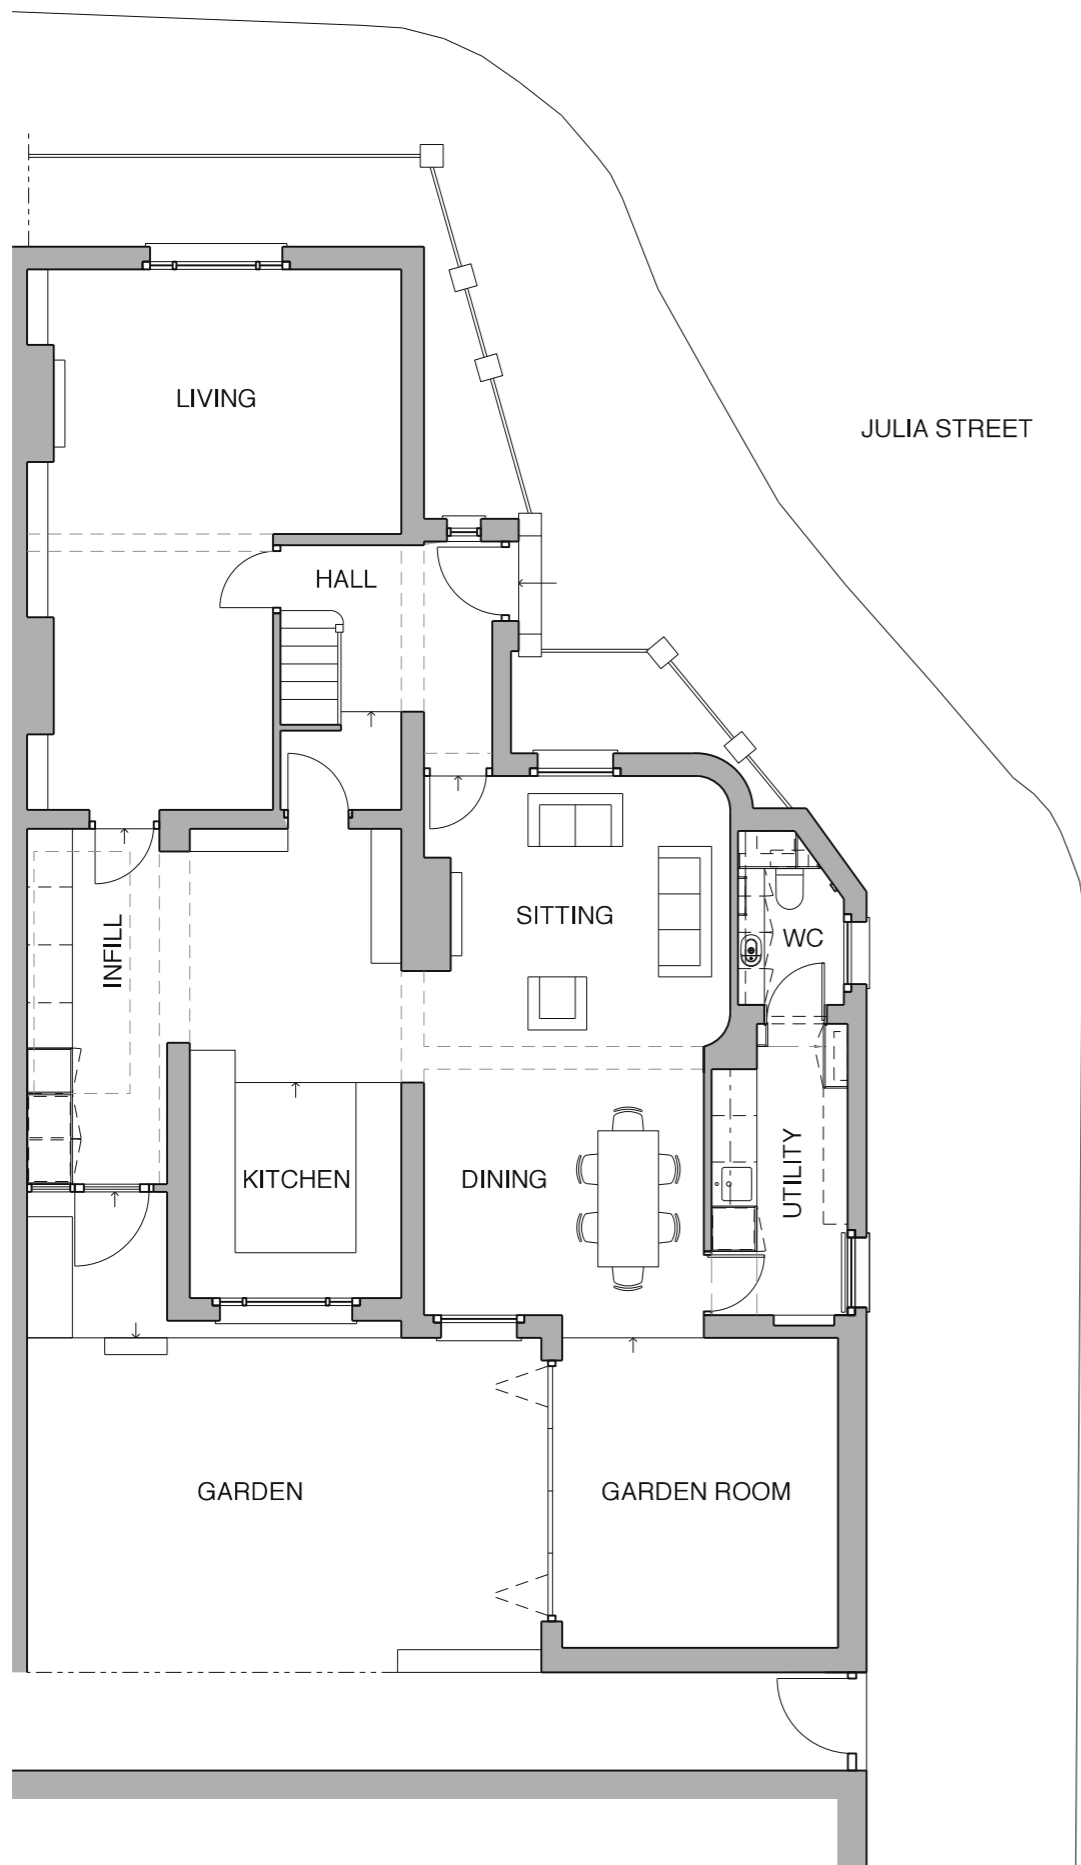 LIVING
JULIA STREET
HALL
SITTING
WC
INFILL
KITCHEN
DINING
UTILITY
GARDEN
GARDEN ROOM